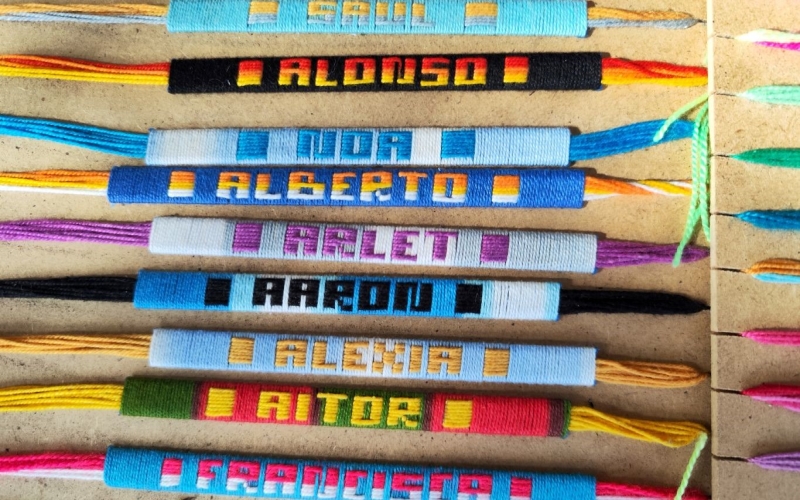 SAUL
ALONSO
NOA
ALBERTO
ARLET
AARON
ALEXIA
AITOR
FRANCISCA